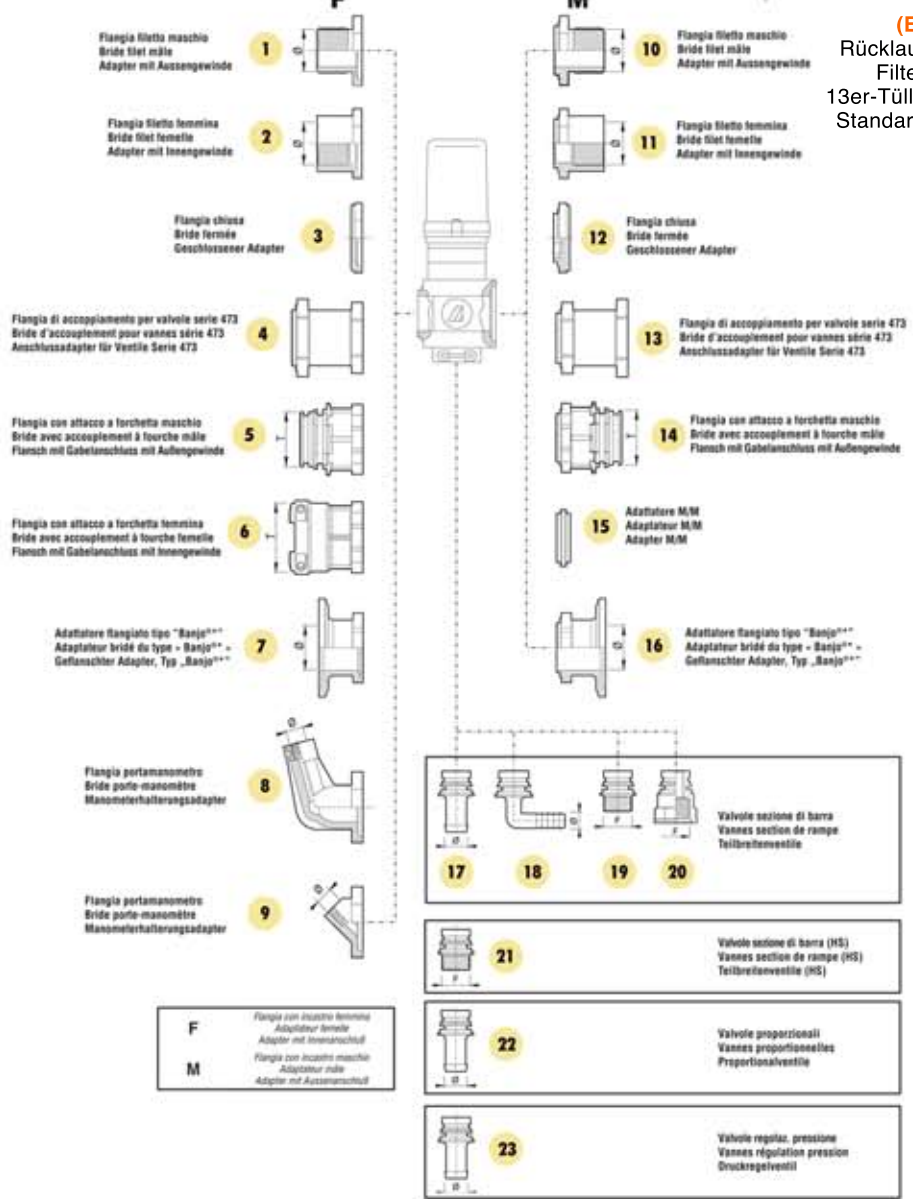 F
M
Flangia filetto maschio
Bride filet mâle
Adapter mit Aussengewinde
1
Ø
Flangia filetto femmina
Bride filet femelle
Adapter mit Innengewinde
2
Ø
Flangia chiusa
Bride fermée
Geschlossener Adapter
3
Flangia di accoppiamento per valvole serie 473
Bride d'accouplement pour vannes série 473
Anschlussadapter für Ventile Serie 473
4
Flangia con attacco a forchetta maschio
Bride avec accouplement à fourche mâle
Flansch mit Gabelanschluss mit Außengewinde
5
T
Flangia con attacco a forchetta femmina
Bride avec accouplement à fourche femelle
Flansch mit Gabelanschluss mit Innengewinde
6
T
Adattatore flangiato tipo "Banjo®*"
Adaptateur bridé du type « Banjo®* »
Geflanschter Adapter, Typ „Banjo®*"
7
Ø
Flangia portamanometro
Bride porte-manomètre
Manometerhalterungsadapter
8
Ø
Flangia portamanometro
Bride porte-manomètre
Manometerhalterungsadapter
9
Ø
F
Flangia con incastro femmina
Adaptateur femelle
Adapter mit Innenanschluß
M
Flangia con incastro maschio
Adaptateur mâle
Adapter mit Aussenanschluß
Ø
10
Flangia filetto maschio
Bride filet mâle
Adapter mit Aussengewinde
Ø
11
Flangia filetto femmina
Bride filet femelle
Adapter mit Innengewinde
12
Flangia chiusa
Bride fermée
Geschlossener Adapter
13
Flangia di accoppiamento per valvole serie 473
Bride d'accouplement pour vannes série 473
Anschlussadapter für Ventile Serie 473
T
14
Flangia con attacco a forchetta maschio
Bride avec accouplement à fourche mâle
Flansch mit Gabelanschluss mit Außengewinde
15
Adattatore M/M
Adaptateur M/M
Adapter M/M
Ø
16
Adattatore flangiato tipo "Banjo®*"
Adaptateur bridé du type « Banjo®* »
Geflanschter Adapter, Typ „Banjo®*"
Ø
Ø
F
F
17
18
19
20
Valvole sezione di barra
Vannes section de rampe
Teilbreitenventile
F
21
Valvole sezione di barra (HS)
Vannes section de rampe (HS)
Teilbreitenventile (HS)
Ø
22
Valvole proporzionali
Vannes proportionnelles
Proportionalventile
Ø
23
Valvole regolaz. pressione
Vannes régulation pression
Druckregelventil
(E
Rücklau
Filte
13er-Tüll
Standar